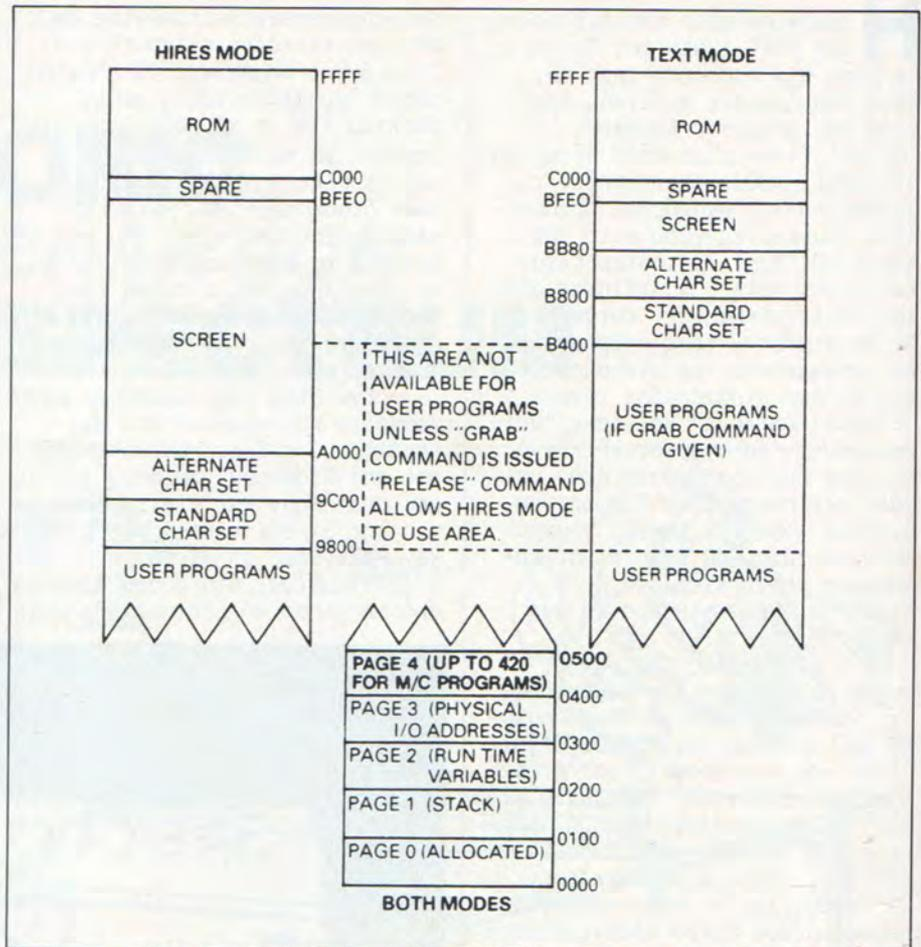 HIRES MODE
FFFF
ROM
C000
SPARE
BFE0
SCREEN
A000
ALTERNATE
CHAR SET
9C00
STANDARD
CHAR SET
9800
USER PROGRAMS
THIS AREA NOT
AVAILABLE FOR
USER PROGRAMS
UNLESS "GRAB"
COMMAND IS ISSUED
"RELEASE" COMMAND
ALLOWS HIRES MODE
TO USE AREA.
TEXT MODE
FFFF
ROM
C000
SPARE
BFE0
SCREEN
BB80
ALTERNATE
CHAR SET
B800
STANDARD
CHAR SET
B400
USER PROGRAMS
(IF GRAB COMMAND
GIVEN)
USER PROGRAMS
PAGE 4 (UP TO 420
FOR M/C PROGRAMS)
0500
0400
PAGE 3 (PHYSICAL
I/O ADDRESSES)
0300
PAGE 2 (RUN TIME
VARIABLES)
0200
PAGE 1 (STACK)
0100
PAGE 0 (ALLOCATED)
0000
BOTH MODES